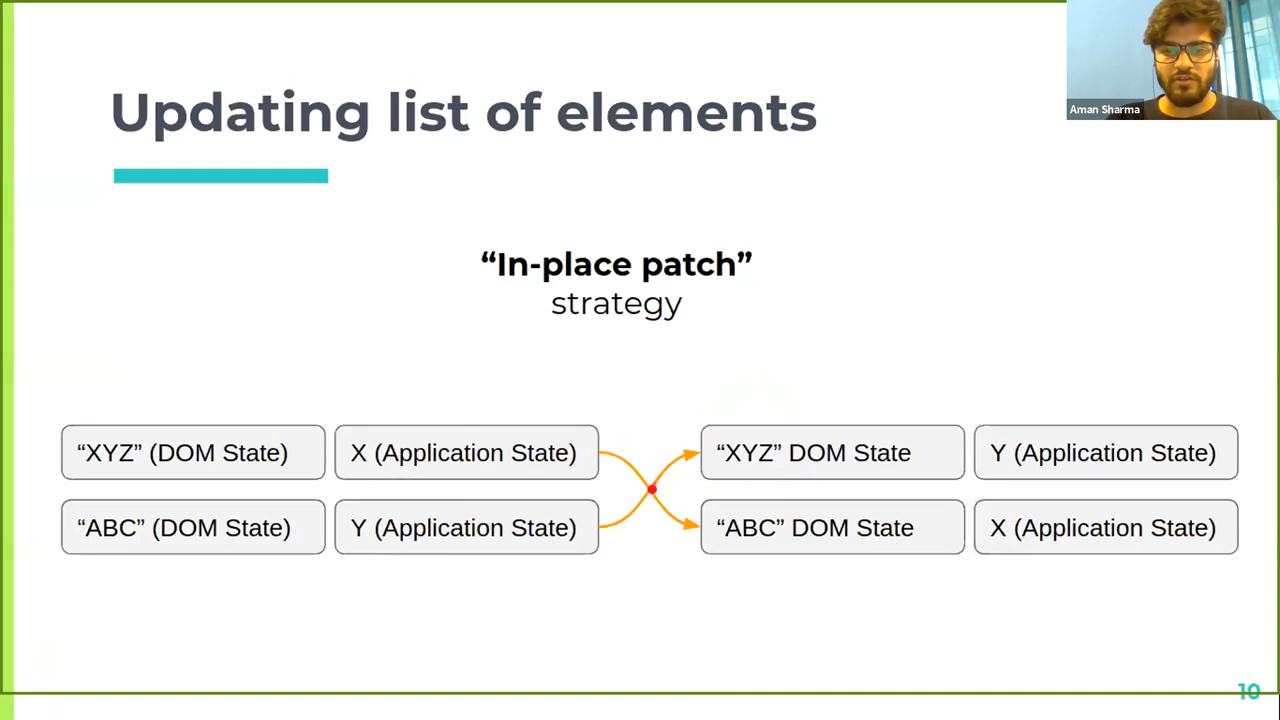 Aman Sharma
Updating list of elements
“In-place patch”
strategy
“XYZ” (DOM State) X (Application State) “XYZ” DOM State Y (Application State)
“ABC” (DOM State) Y (Application State) “ABC” DOM State X (Application State)
10